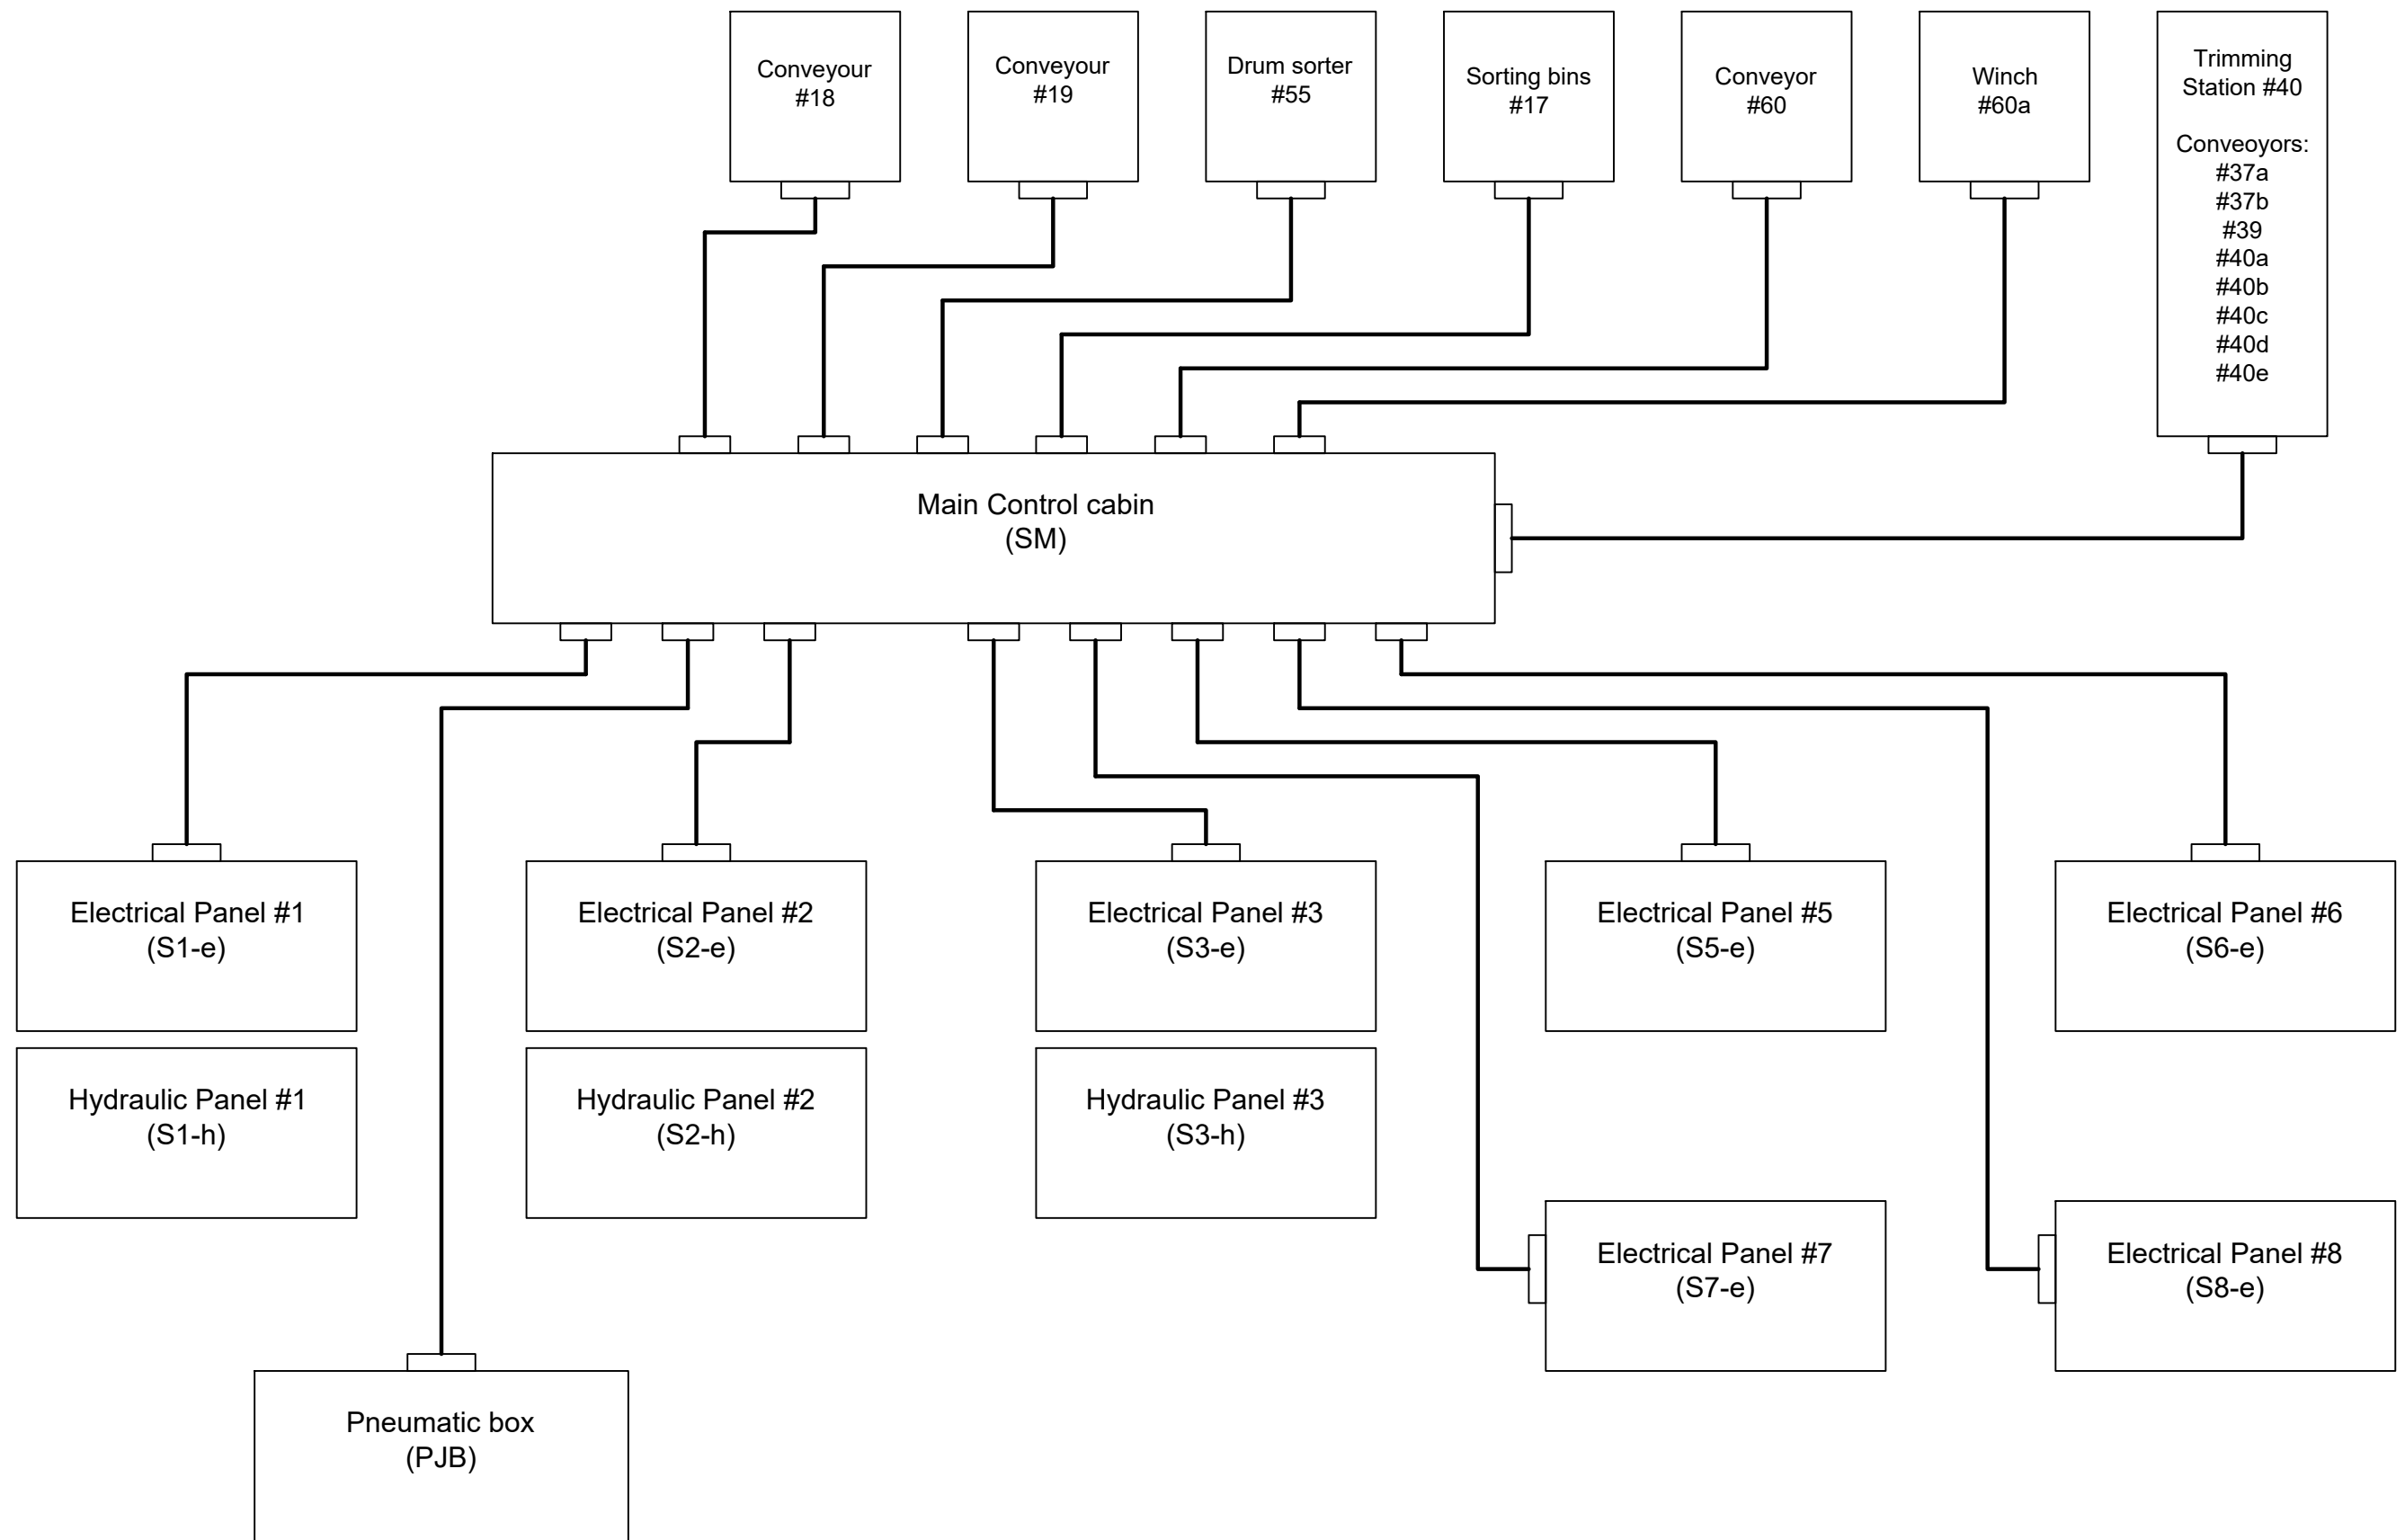 Conveyour
#18
Conveyour
#19
Drum sorter
#55
Sorting bins
#17
Conveyor
#60
Winch
#60a
Trimming
Station #40
Conveoyors:
#37a
#37b
#39
#40a
#40b
#40c
#40d
#40e
Main Control cabin
(SM)
Electrical Panel #1
(S1-e)
Electrical Panel #2
(S2-e)
Electrical Panel #3
(S3-e)
Electrical Panel #5
(S5-e)
Electrical Panel #6
(S6-e)
Hydraulic Panel #1
(S1-h)
Hydraulic Panel #2
(S2-h)
Hydraulic Panel #3
(S3-h)
Electrical Panel #7
(S7-e)
Electrical Panel #8
(S8-e)
Pneumatic box
(PJB)